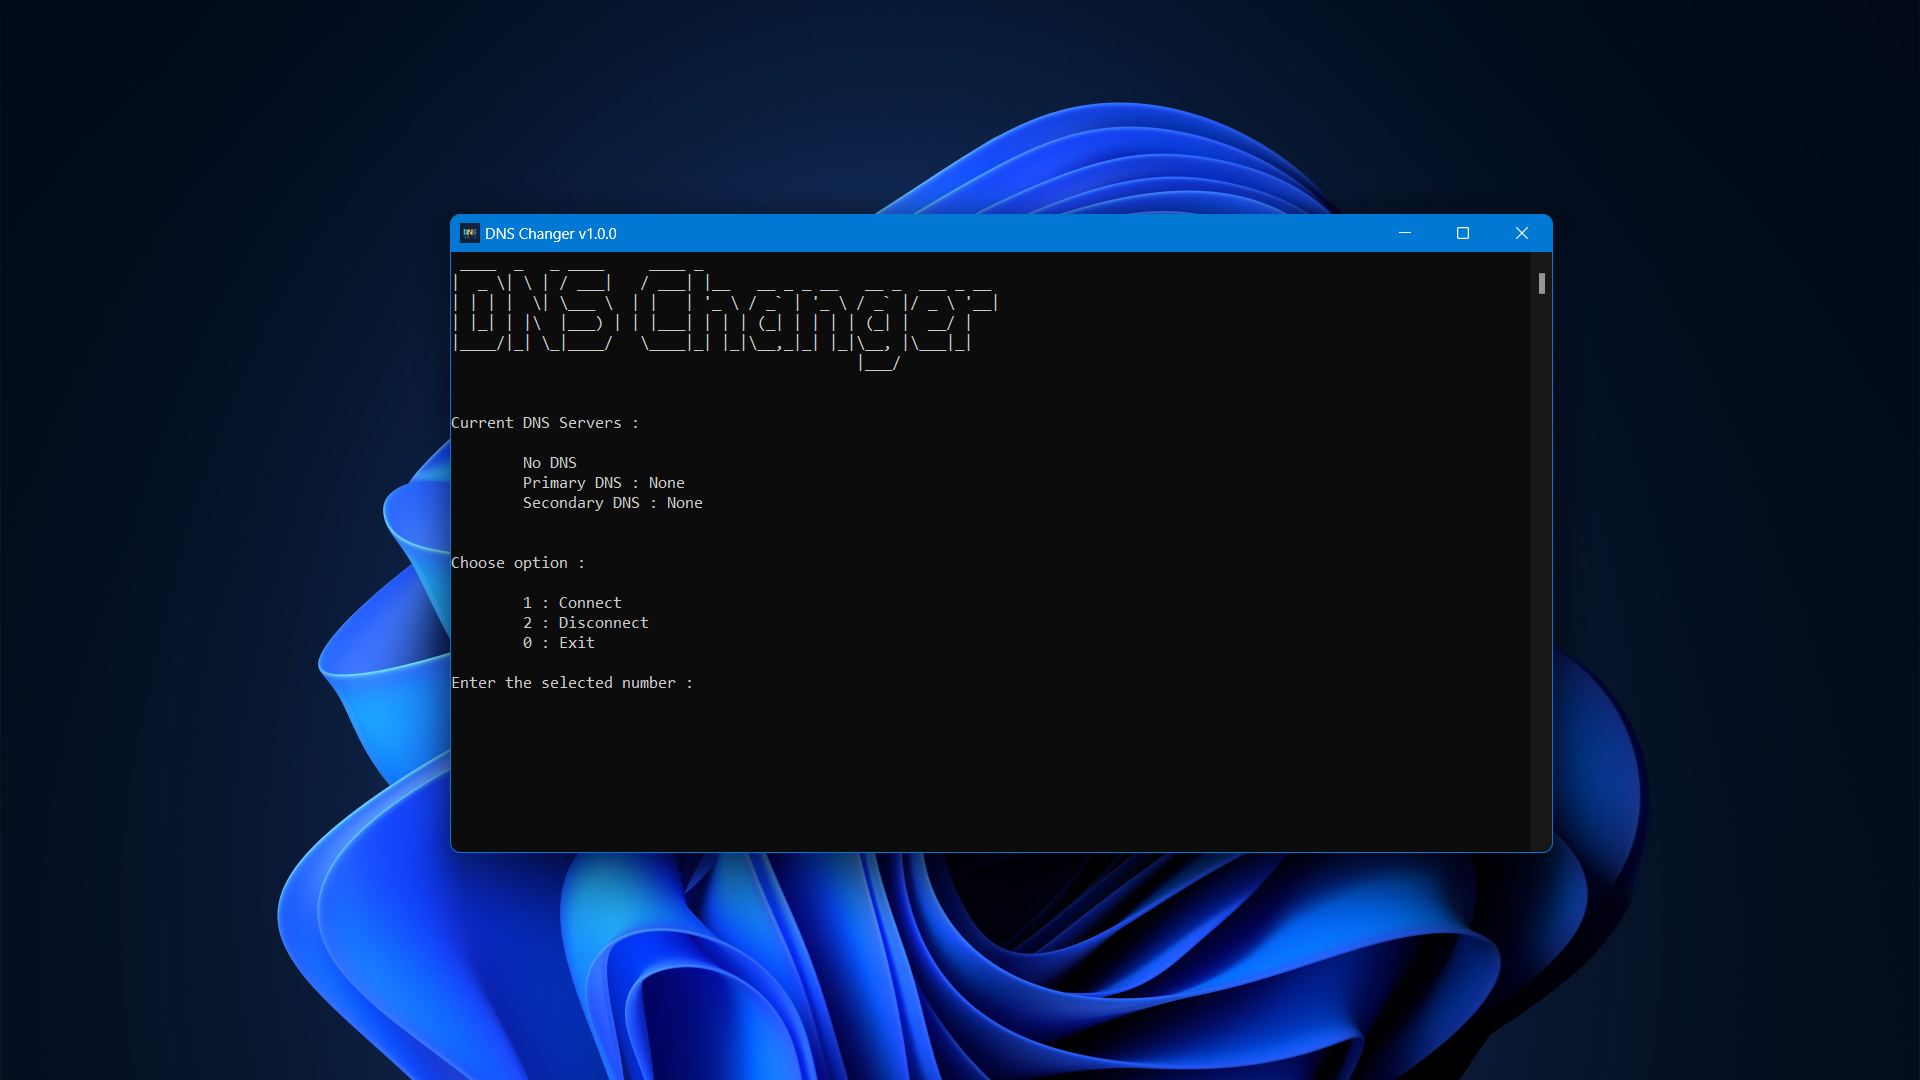 DNS Changer v1.0.0
DNS Changer
Current DNS Servers :
No DNS
Primary DNS : None
Secondary DNS : None
Choose option :
1 : Connect
2 : Disconnect
0 : Exit
Enter the selected number :